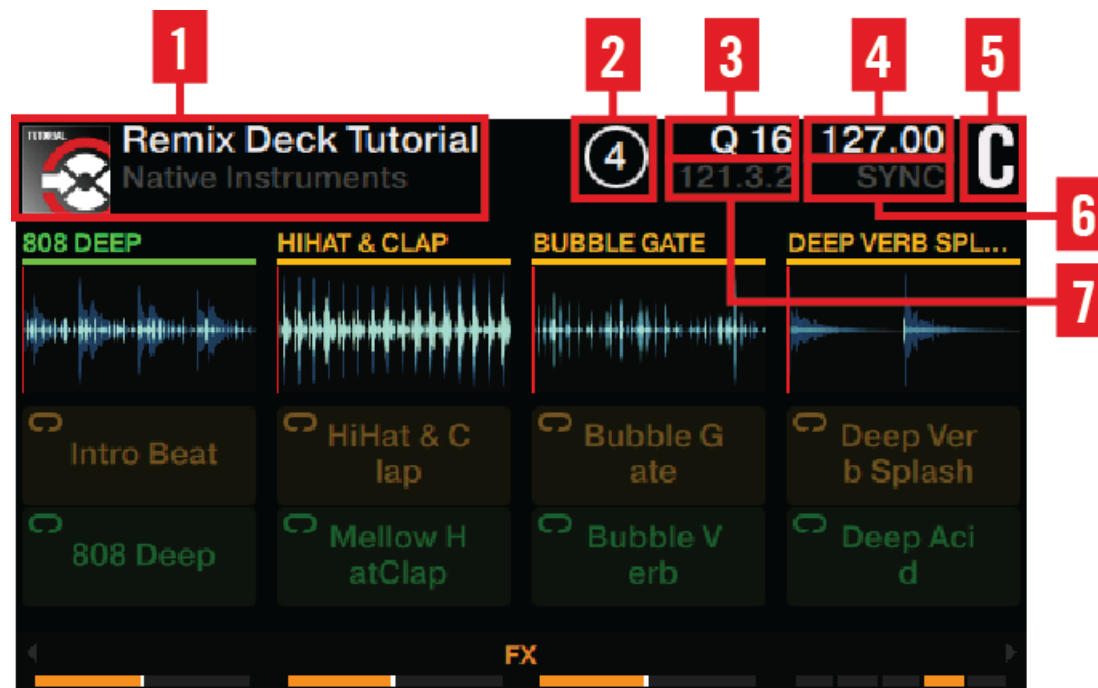 1
2
3
4
5
TUTORIAL
Remix Deck Tutorial
Native Instruments
4
Q 16
121.3.2
127.00
SYNC
C
6
7
808 DEEP
HIHAT & CLAP
BUBBLE GATE
DEEP VERB SPL...
Intro Beat
HiHat & C
lap
Bubble G
ate
Deep Ver
b Splash
808 Deep
Mellow H
atClap
Bubble V
erb
Deep Aci
d
FX